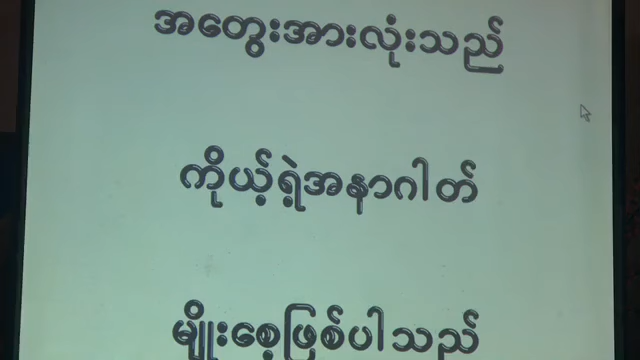 အတွေးအားလုံးသည်
ကိုယ့်ရဲ့အနာဂါတ်
မျိုးစေ့ဖြစ်ပါသည်